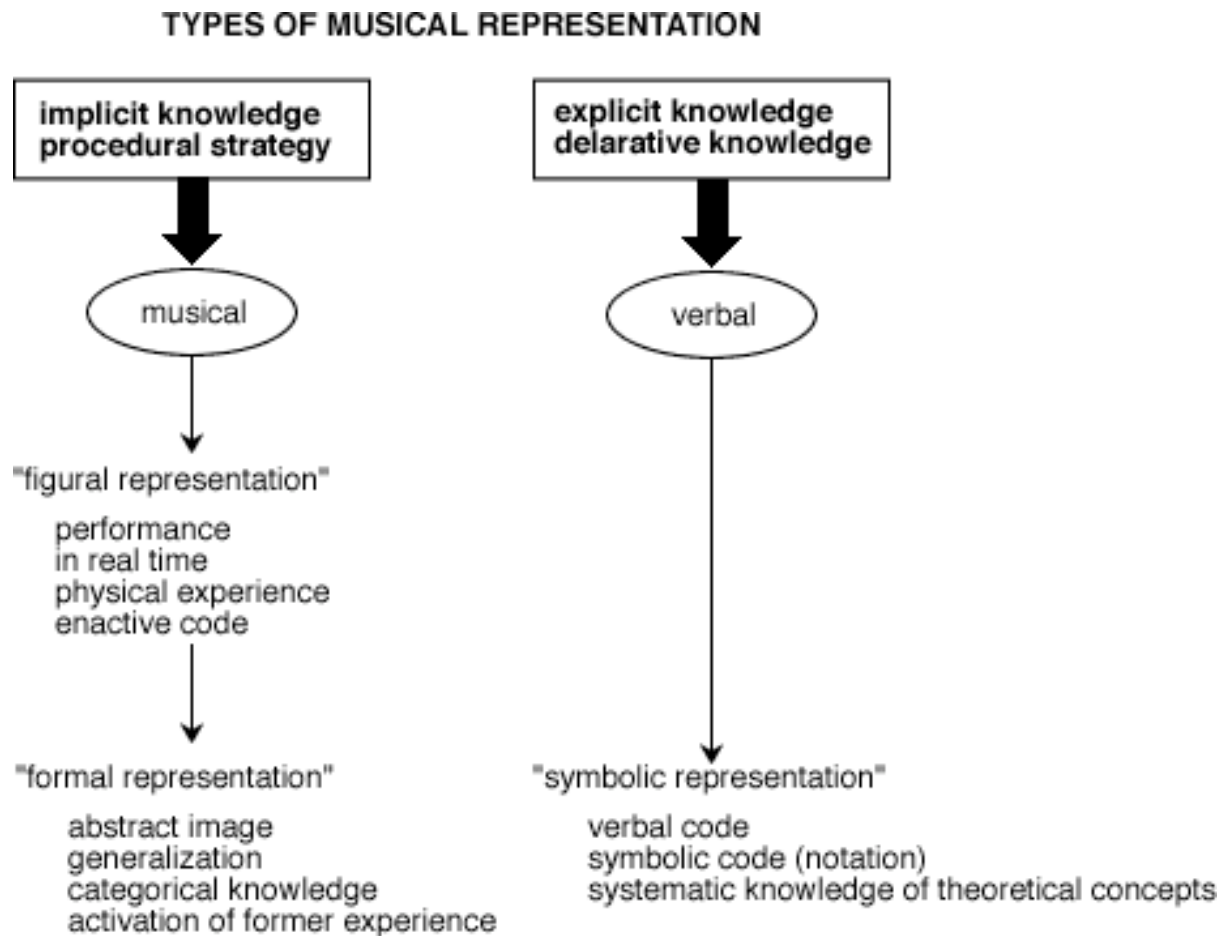 TYPES OF MUSICAL REPRESENTATION
implicit knowledge
procedural strategy
musical
"figural representation"
performance
in real time
physical experience
enactive code
"formal representation"
abstract image
generalization
categorical knowledge
activation of former experience
explicit knowledge
delarative knowledge
verbal
"symbolic representation"
verbal code
symbolic code (notation)
systematic knowledge of theoretical concepts